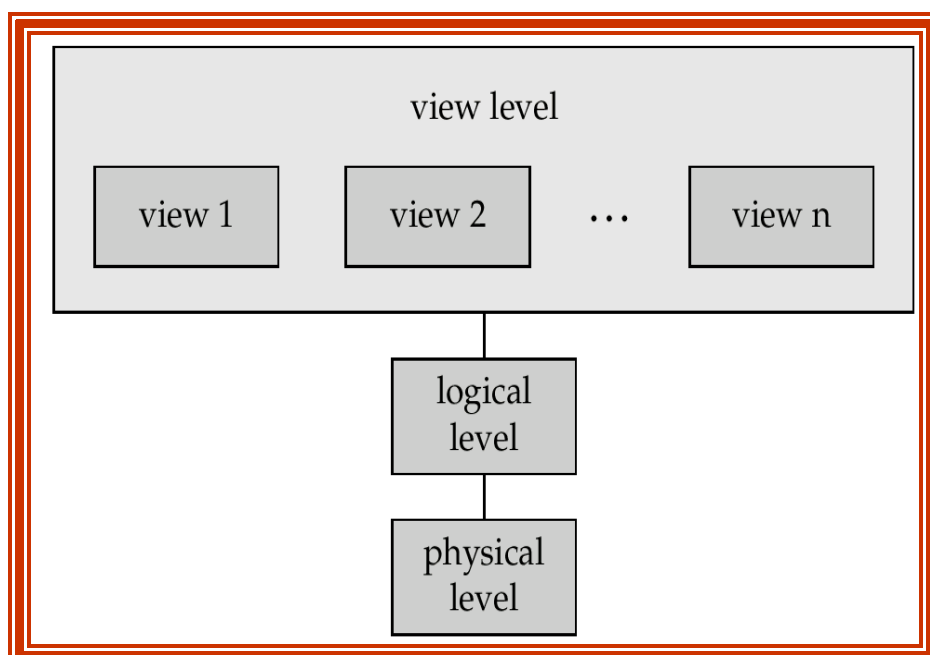 view level
view 1
view 2
...
view n
logical
level
physical
level